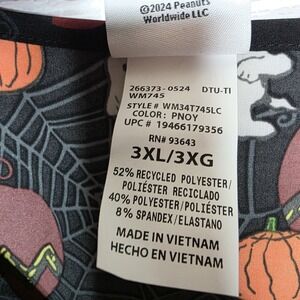 ©2024 Peanuts
Worldwide LLC
266373-0524 DTU-TI
WM745
STYLE # WM34T745LC
COLOR: PNOY
UPC # 19466179356
RN# 93643
3XL/3XG
52% RECYCLED POLYESTER/
POLIÉSTER RECICLADO
40% POLYESTER/POLIÉSTER
8% SPANDEX/ELASTANO
MADE IN VIETNAM
HECHO EN VIETNAM